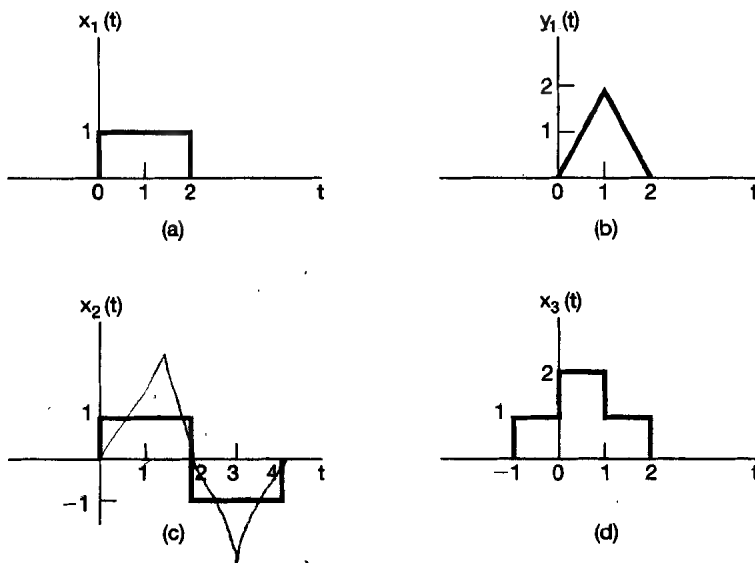 x₁(t)
1
0 1 2 t
(a)
y₁(t)
2
1
0 1 2 t
(b)
x₂(t)
1
1 2 3 4 t
−1
(c)
x₃(t)
2
1
−1 0 1 2 t
(d)